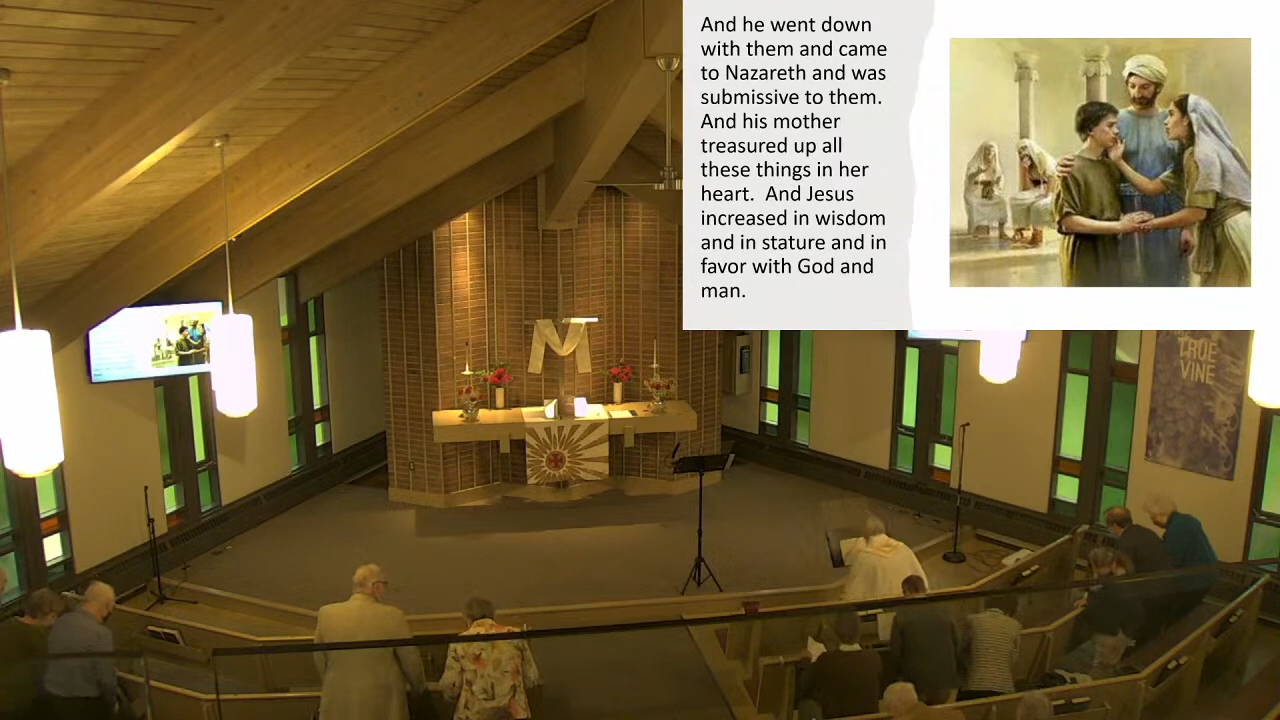 And he went down
with them and came
to Nazareth and was
submissive to them.
And his mother
treasured up all
these things in her
heart.  And Jesus
increased in wisdom
and in stature and in
favor with God and
man.
TRUE
VINE